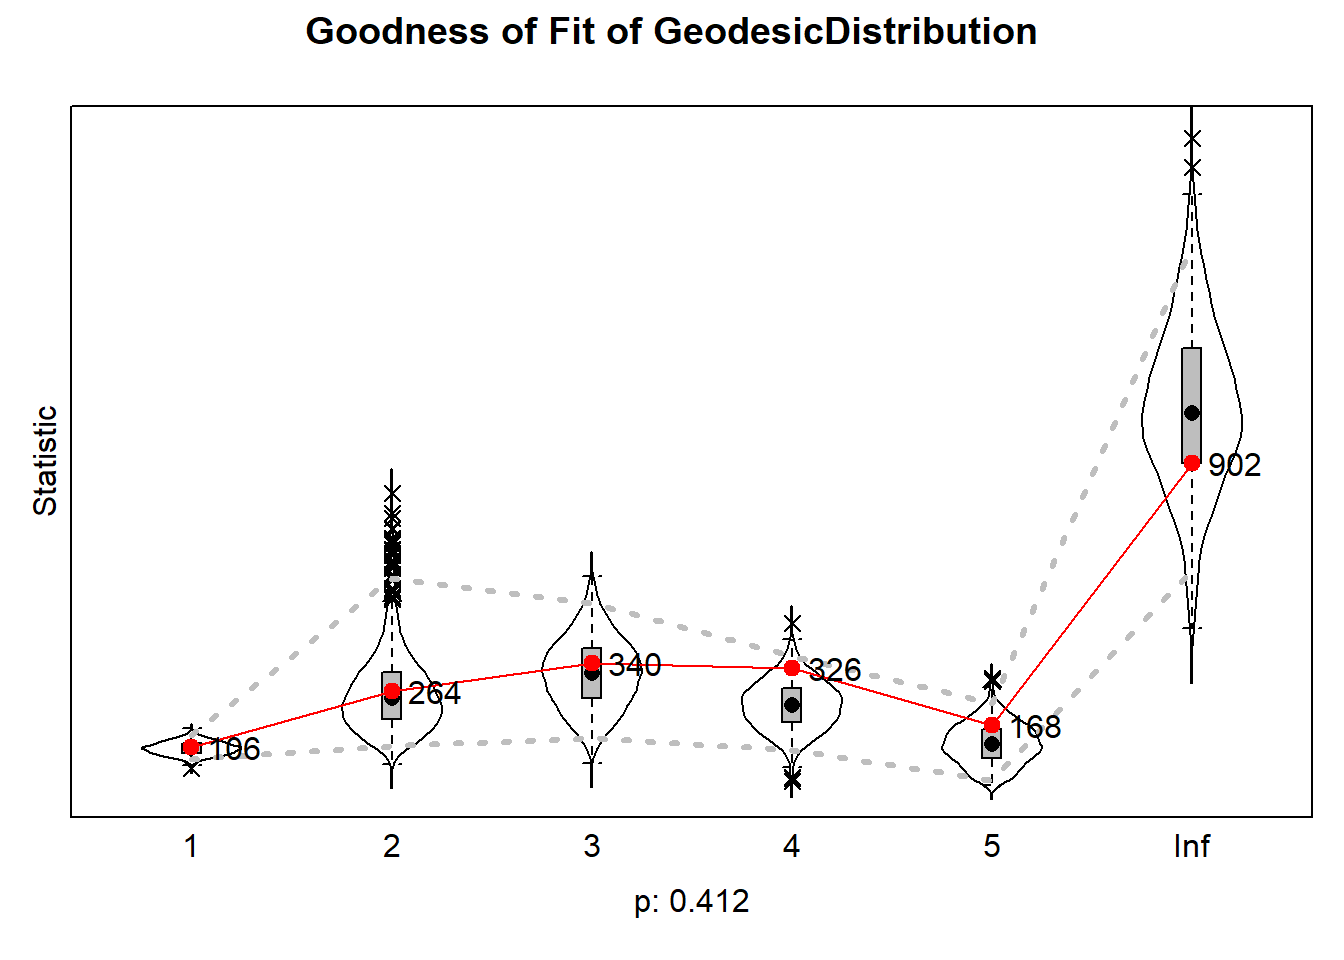 Goodness of Fit of GeodesicDistribution
Statistic
106
264
340
326
168
902
1 2 3 4 5 Inf
p: 0.412